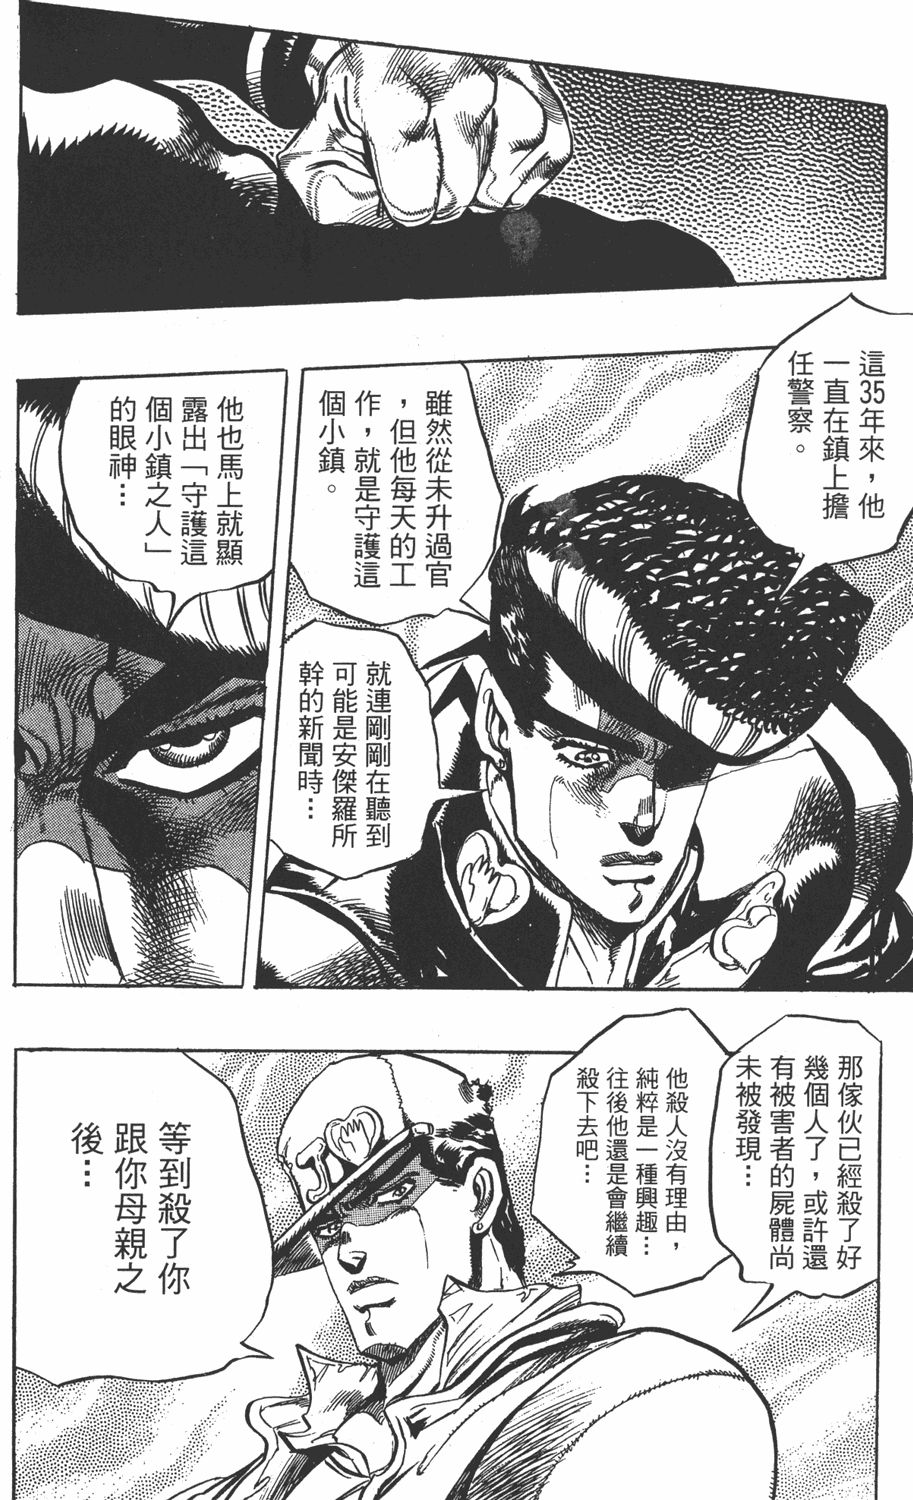 這35年來，他
一直在鎮上擔
任警察。
雖然從未升過官
，但他每天的工
作，就是守護這
個小鎮。
就連剛剛在聽到
可能是安傑羅所
幹的新聞時…
他也馬上就顯
露出「守護這
個小鎮之人」
的眼神…
那傢伙已經殺了好
幾個人了，或許還
有被害者的屍體尚
未被發現…
他殺人沒有理由，
純粹是一種興趣…
往後他還是會繼續
殺下去吧…
等到殺了你
跟你母親之
後…